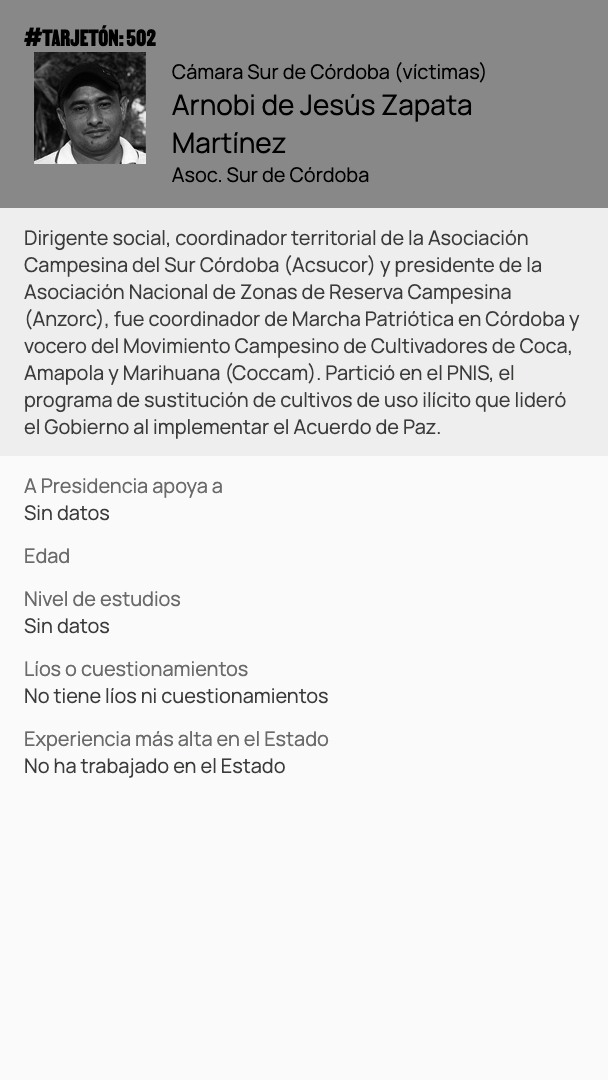 #TARJETÓN: 502
Cámara Sur de Córdoba (víctimas)
Arnobi de Jesús Zapata
Martínez
Asoc. Sur de Córdoba
Dirigente social, coordinador territorial de la Asociación
Campesina del Sur Córdoba (Acsucor) y presidente de la
Asociación Nacional de Zonas de Reserva Campesina
(Anzorc), fue coordinador de Marcha Patriótica en Córdoba y
vocero del Movimiento Campesino de Cultivadores de Coca,
Amapola y Marihuana (Coccam). Partició en el PNIS, el
programa de sustitución de cultivos de uso ilícito que lideró
el Gobierno al implementar el Acuerdo de Paz.
A Presidencia apoya a
Sin datos
Edad
Nivel de estudios
Sin datos
Líos o cuestionamientos
No tiene líos ni cuestionamientos
Experiencia más alta en el Estado
No ha trabajado en el Estado